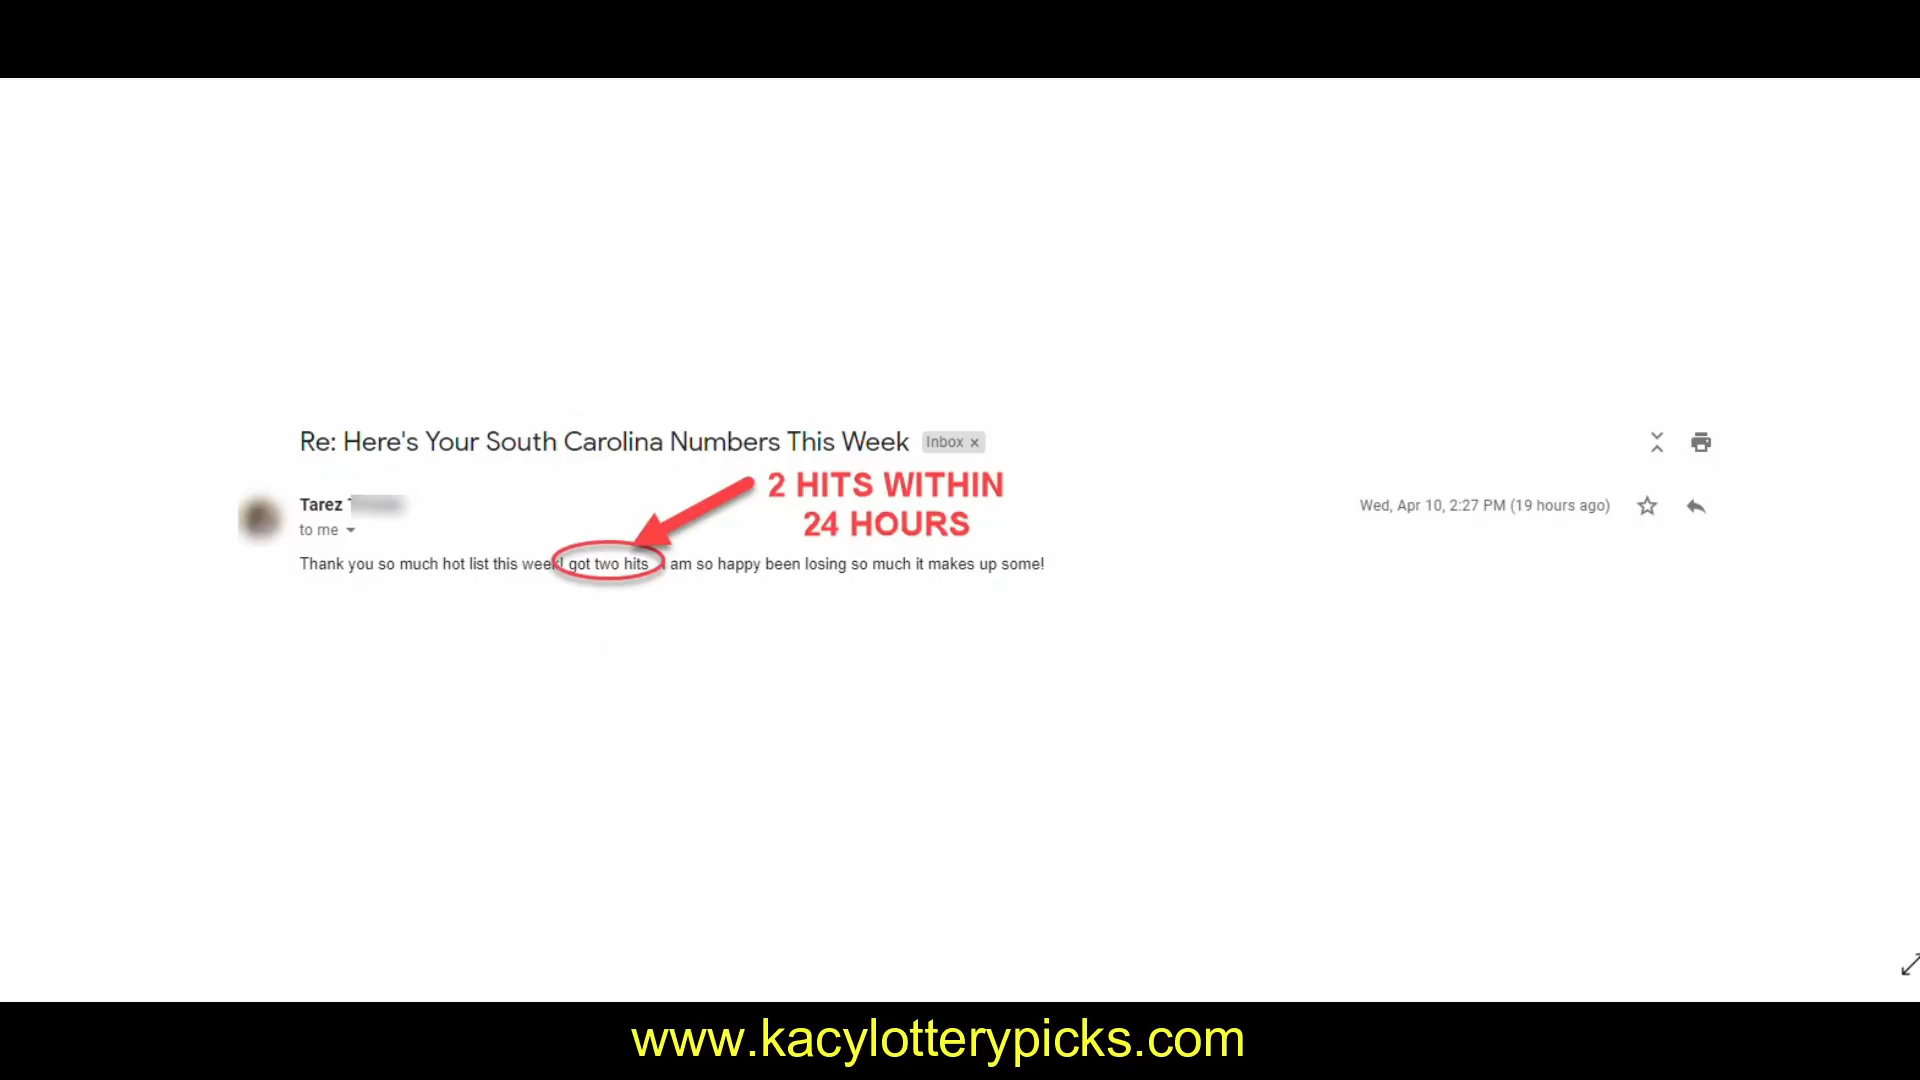 Re: Here's Your South Carolina Numbers This Week Inbox x
2 HITS WITHIN
24 HOURS
Tarez
Wed, Apr 10, 2:27 PM (19 hours ago)
to me
Thank you so much hot list this week! got two hits I am so happy been losing so much it makes up some!
www.kacylotterypicks.com